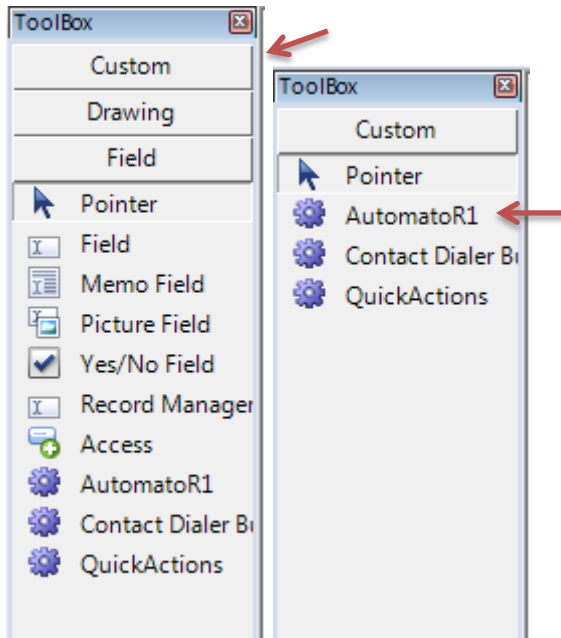 ToolBox
Custom
Drawing
Field
Pointer
Field
Memo Field
Picture Field
Yes/No Field
Record Manager
Access
AutomatoR1
Contact Dialer Bu
QuickActions
ToolBox
Custom
Pointer
AutomatoR1
Contact Dialer Bu
QuickActions